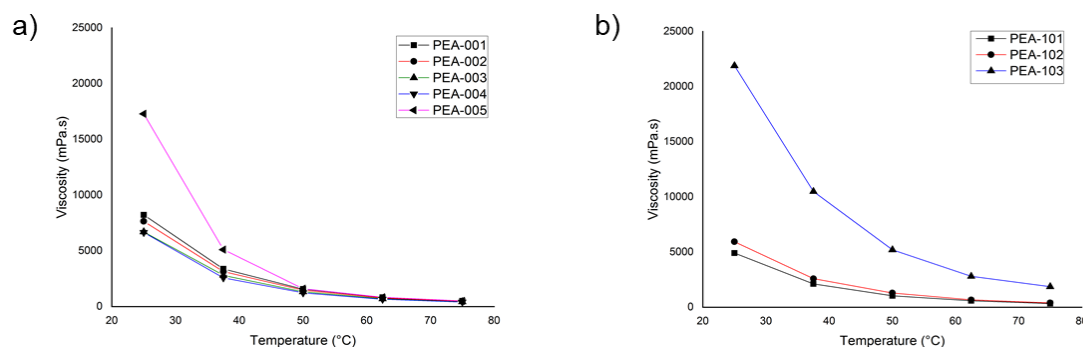 a)
25000
20000
15000
10000
5000
0
Viscosity (mPa.s)
20 30 40 50 60 70 80
Temperature (°C)
PEA-001
PEA-002
PEA-003
PEA-004
PEA-005
b)
25000
20000
15000
10000
5000
0
Viscosity (mPa.s)
20 30 40 50 60 70 80
Temperature (°C)
PEA-101
PEA-102
PEA-103